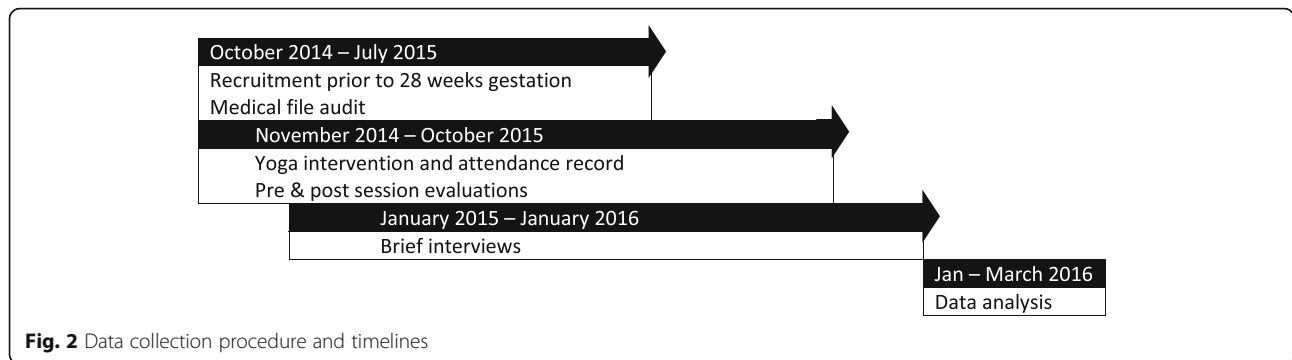 October 2014 – July 2015
Recruitment prior to 28 weeks gestation
Medical file audit
November 2014 – October 2015
Yoga intervention and attendance record
Pre & post session evaluations
January 2015 – January 2016
Brief interviews
Jan – March 2016
Data analysis
Fig. 2 Data collection procedure and timelines